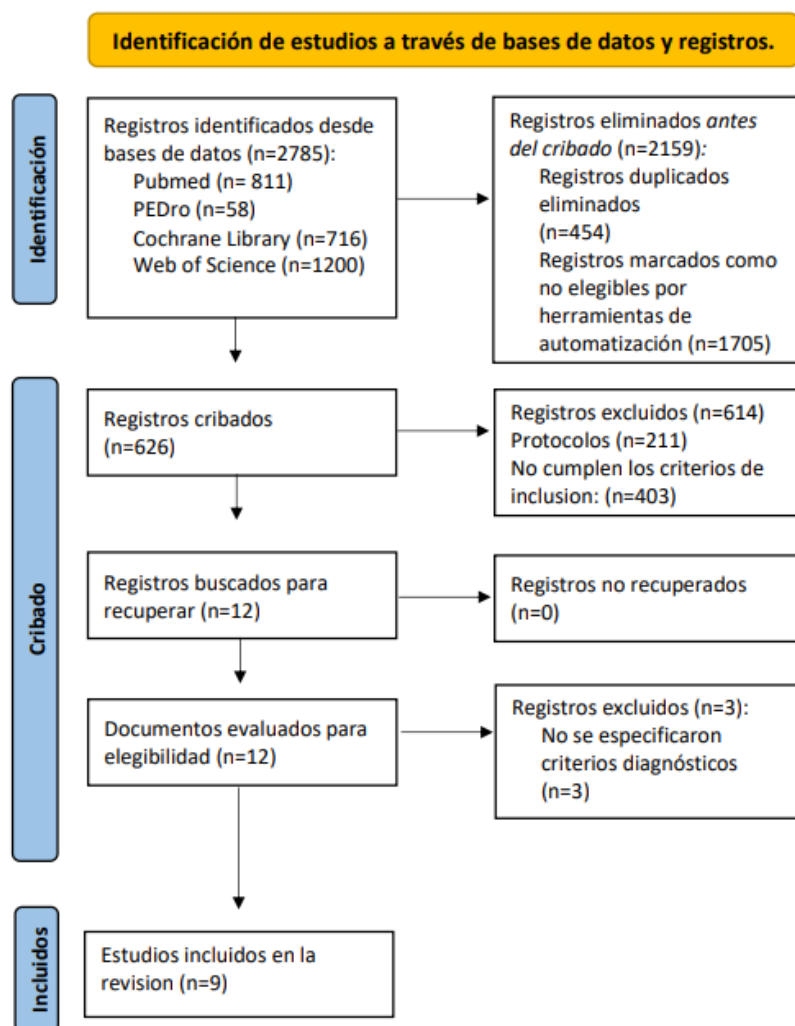 Identificación de estudios a través de bases de datos y registros.
Identificación
Registros identificados desde
bases de datos (n=2785):
Pubmed (n= 811)
PEDro (n=58)
Cochrane Library (n=716)
Web of Science (n=1200)
Registros eliminados antes
del cribado (n=2159):
Registros duplicados
eliminados
(n=454)
Registros marcados como
no elegibles por
herramientas de
automatización (n=1705)
Cribado
Registros cribados
(n=626)
Registros excluidos (n=614)
Protocolos (n=211)
No cumplen los criterios de
inclusion: (n=403)
Registros buscados para
recuperar (n=12)
Registros no recuperados
(n=0)
Documentos evaluados para
elegibilidad (n=12)
Registros excluidos (n=3):
No se especificaron
criterios diagnósticos
(n=3)
Incluidos
Estudios incluidos en la
revision (n=9)